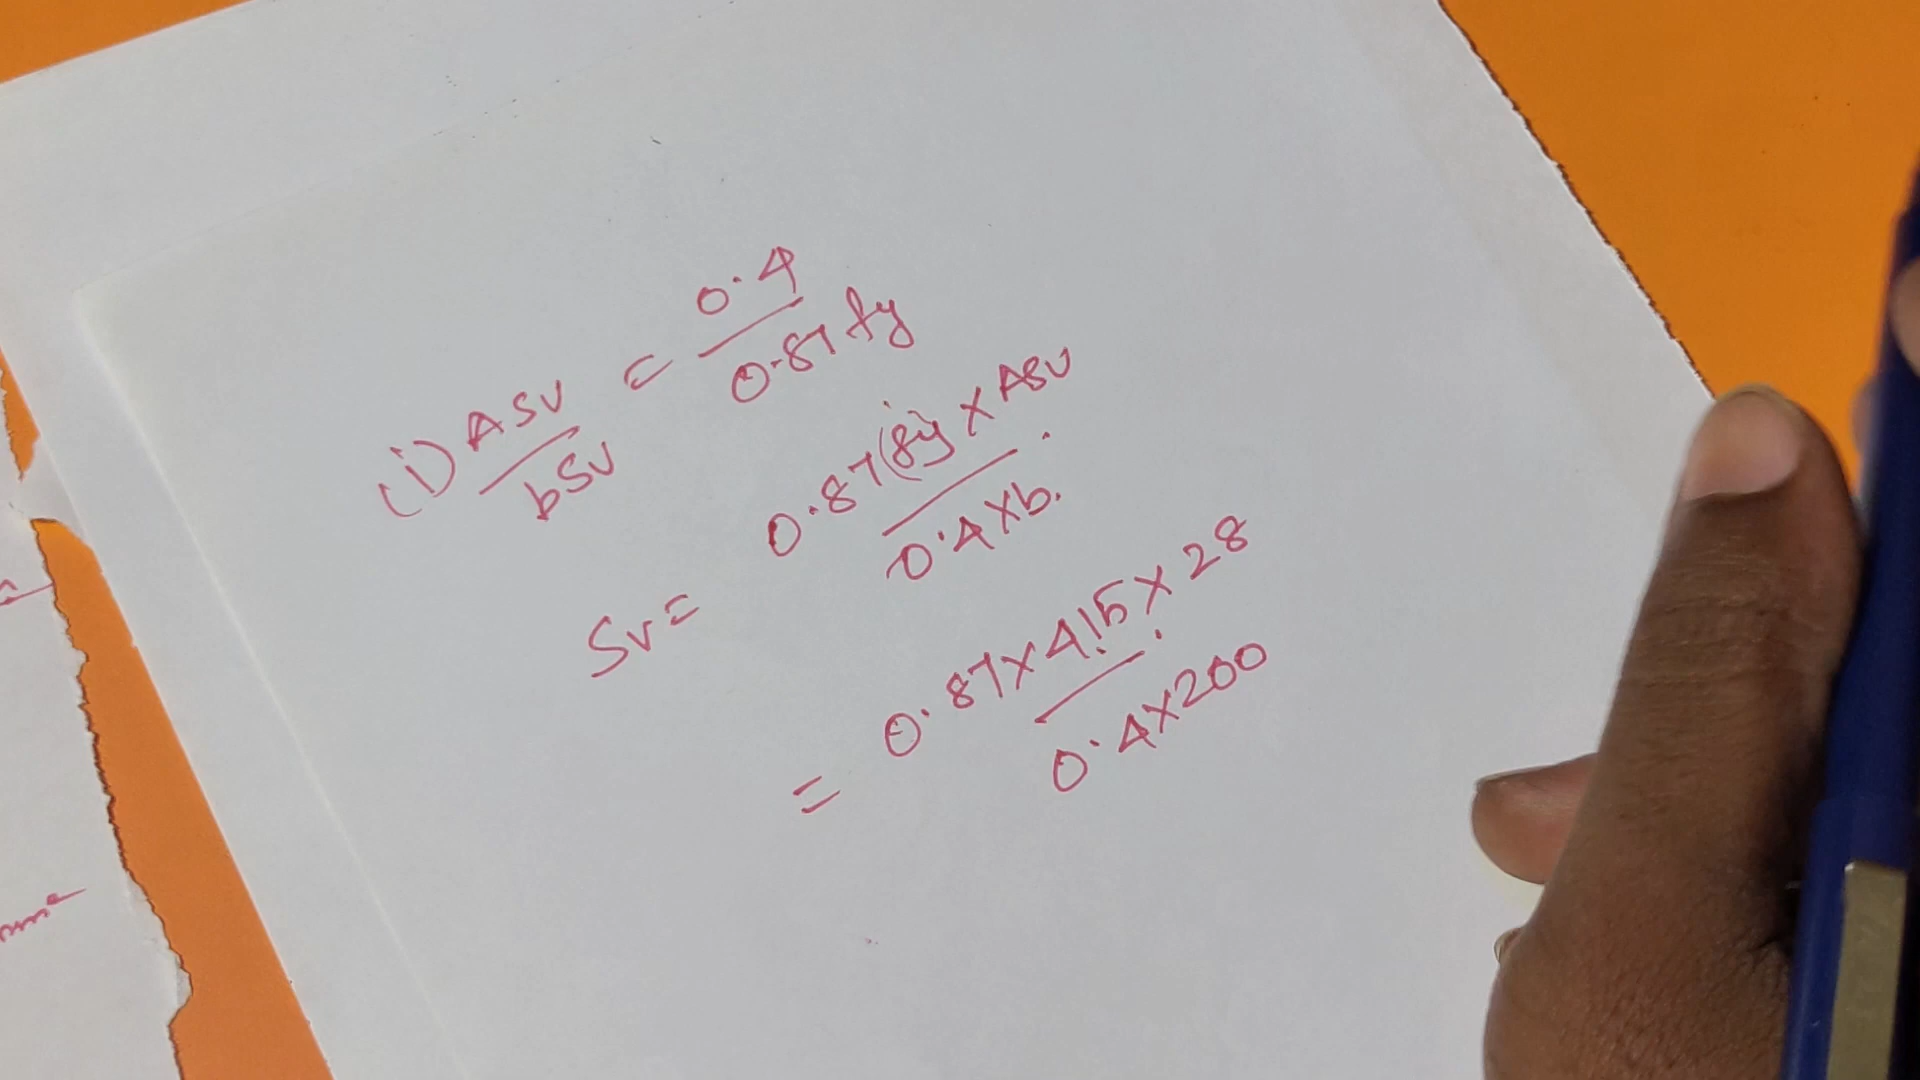 (i) Asv/bSv = 0.4/0.87 fy
Sv = 0.87 fy × Asv/0.4 × b.
= 0.87 × 415 × 28/0.4 × 200
mm²